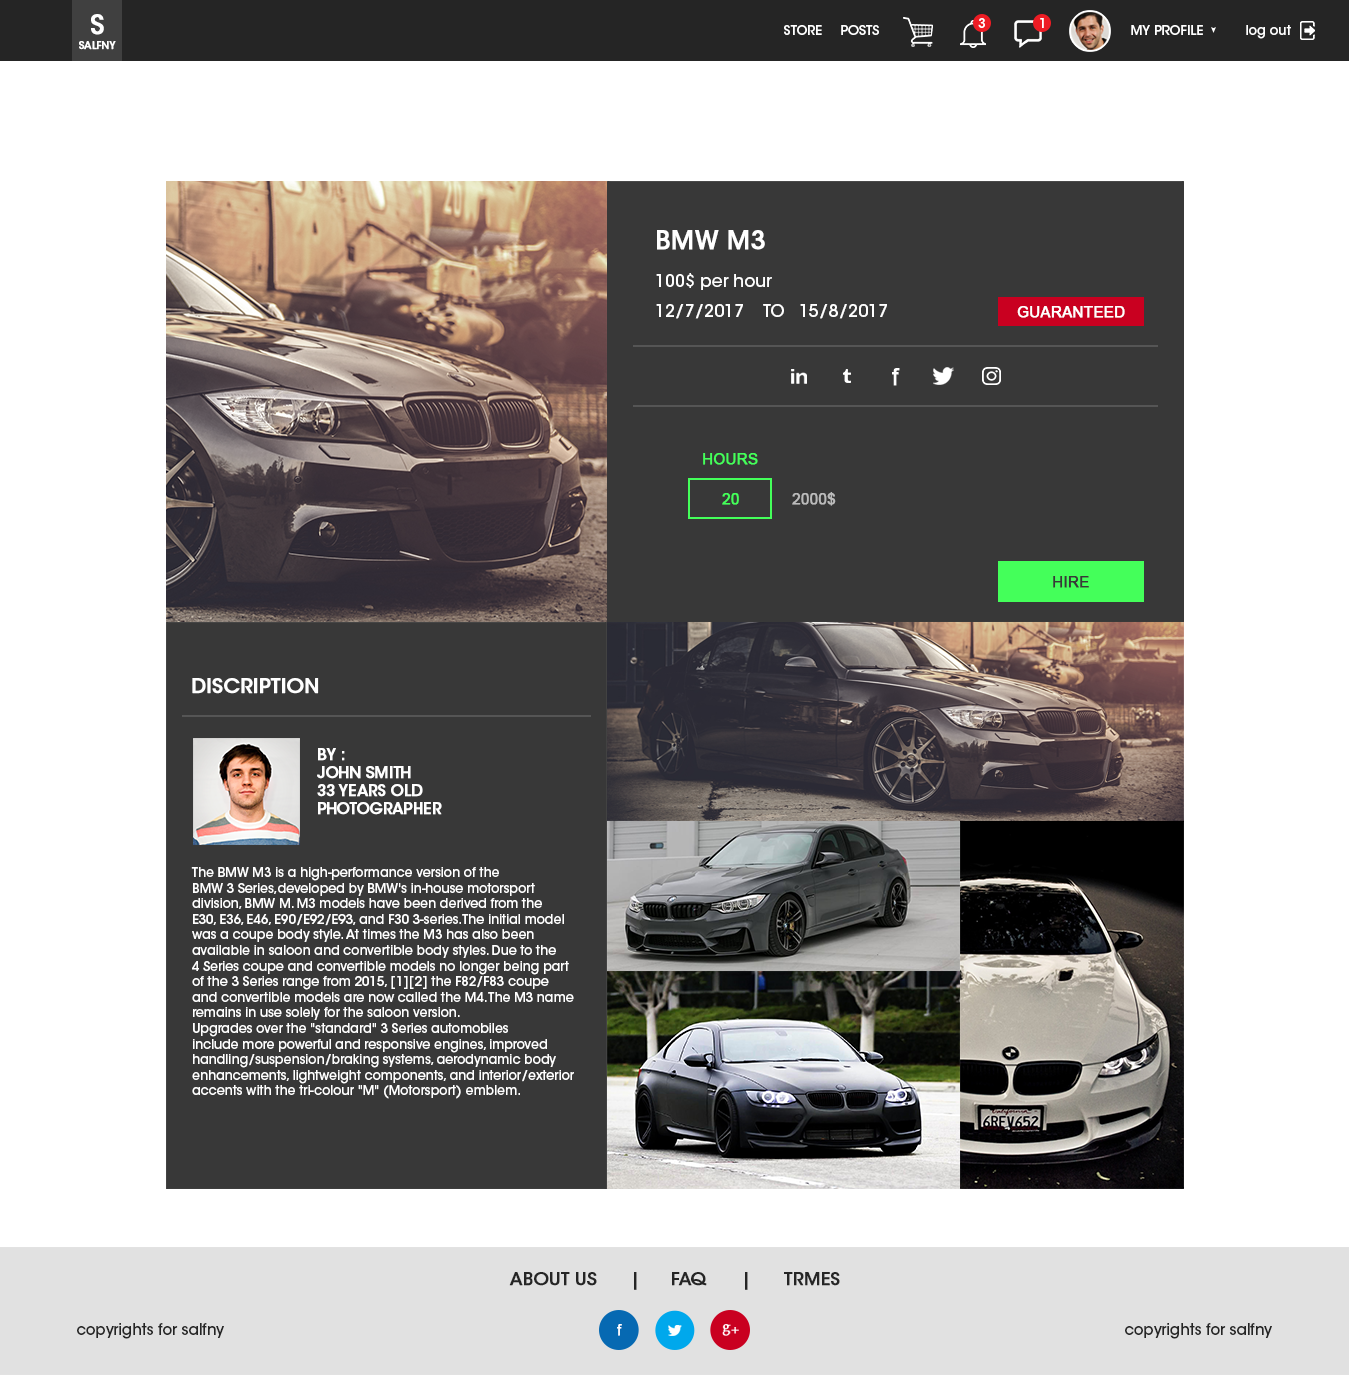 S
SALFNY
STORE
POSTS
3
1
MY PROFILE
log out
20
BMW M3
100$ per hour
12/7/2017 TO 15/8/2017
GUARANTEED
in
t
f
HOURS
20
2000$
HIRE
DISCRIPTION
BY :
JOHN SMITH
33 YEARS OLD
PHOTOGRAPHER
The BMW M3 is a high-performance version of the
BMW 3 Series,developed by BMW's in-house motorsport
division, BMW M. M3 models have been derived from the
E30, E36, E46, E90/E92/E93, and F30 3-series.The initial model
was a coupe body style. At times the M3 has also been
available in saloon and convertible body styles. Due to the
4 Series coupe and convertible models no longer being part
of the 3 Series range from 2015, [1][2] the F82/F83 coupe
and convertible models are now called the M4.The M3 name
remains in use solely for the saloon version.
Upgrades over the "standard" 3 Series automobiles
include more powerful and responsive engines, improved
handling/suspension/braking systems, aerodynamic body
enhancements, lightweight components, and interior/exterior
accents with the tri-colour "M" (Motorsport) emblem.
California
6REV652
ABOUT US | FAQ | TRMES
copyrights for salfny
f
g+
copyrights for salfny